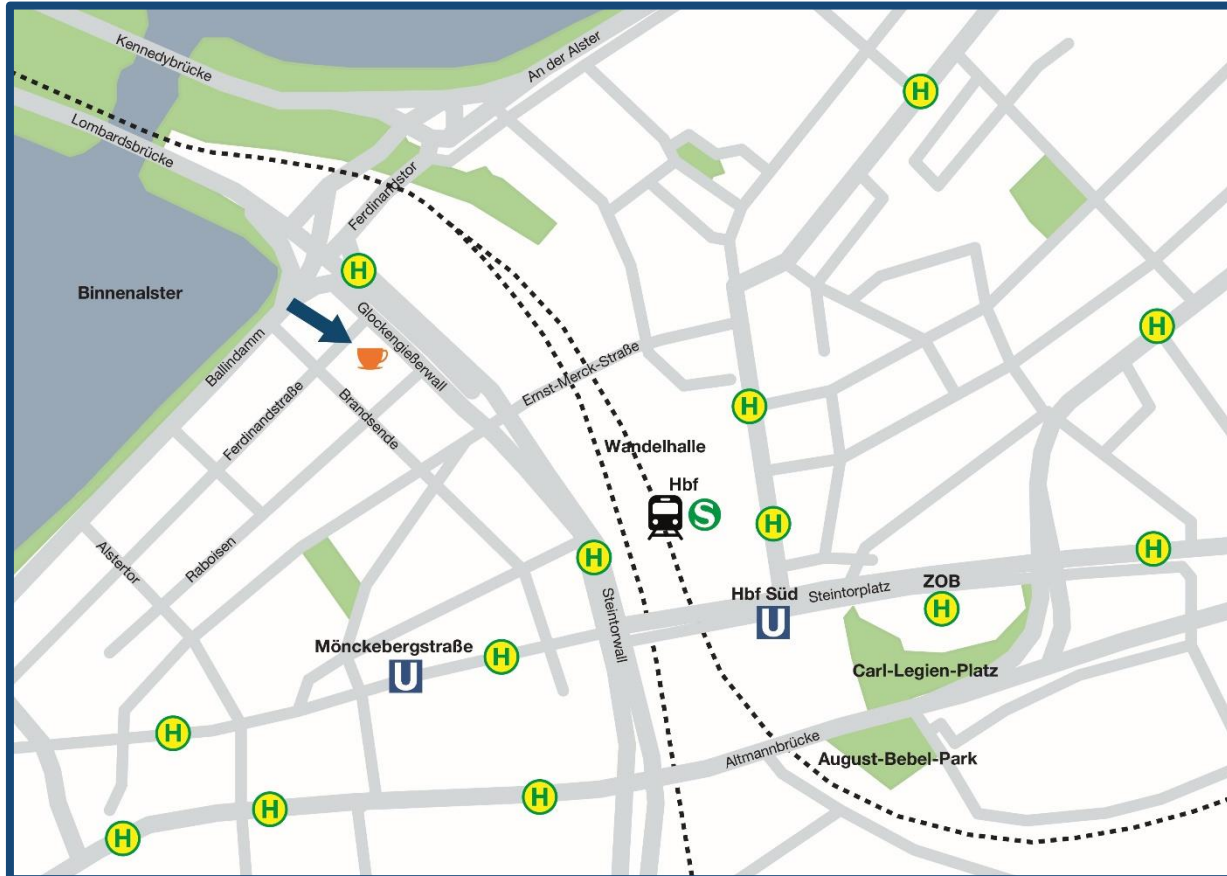 Kennedybrücke
An der Alster
H
Lombardsbrücke
Ferdinandstor
H
Binnenalster
Glockengießerwall
H
Ballindamm
Ernst-Merck-Straße
Ferdinandstraße
Brandsende
H
Wandelhalle
Hbf
S
H
Alstertor
Raboisen
H
H
Steintorwall
Hbf Süd
U
Steintorplatz
ZOB
H
Mönckebergstraße
U
H
Carl-Legien-Platz
H
Altmannbrücke
August-Bebel-Park
H
H
H